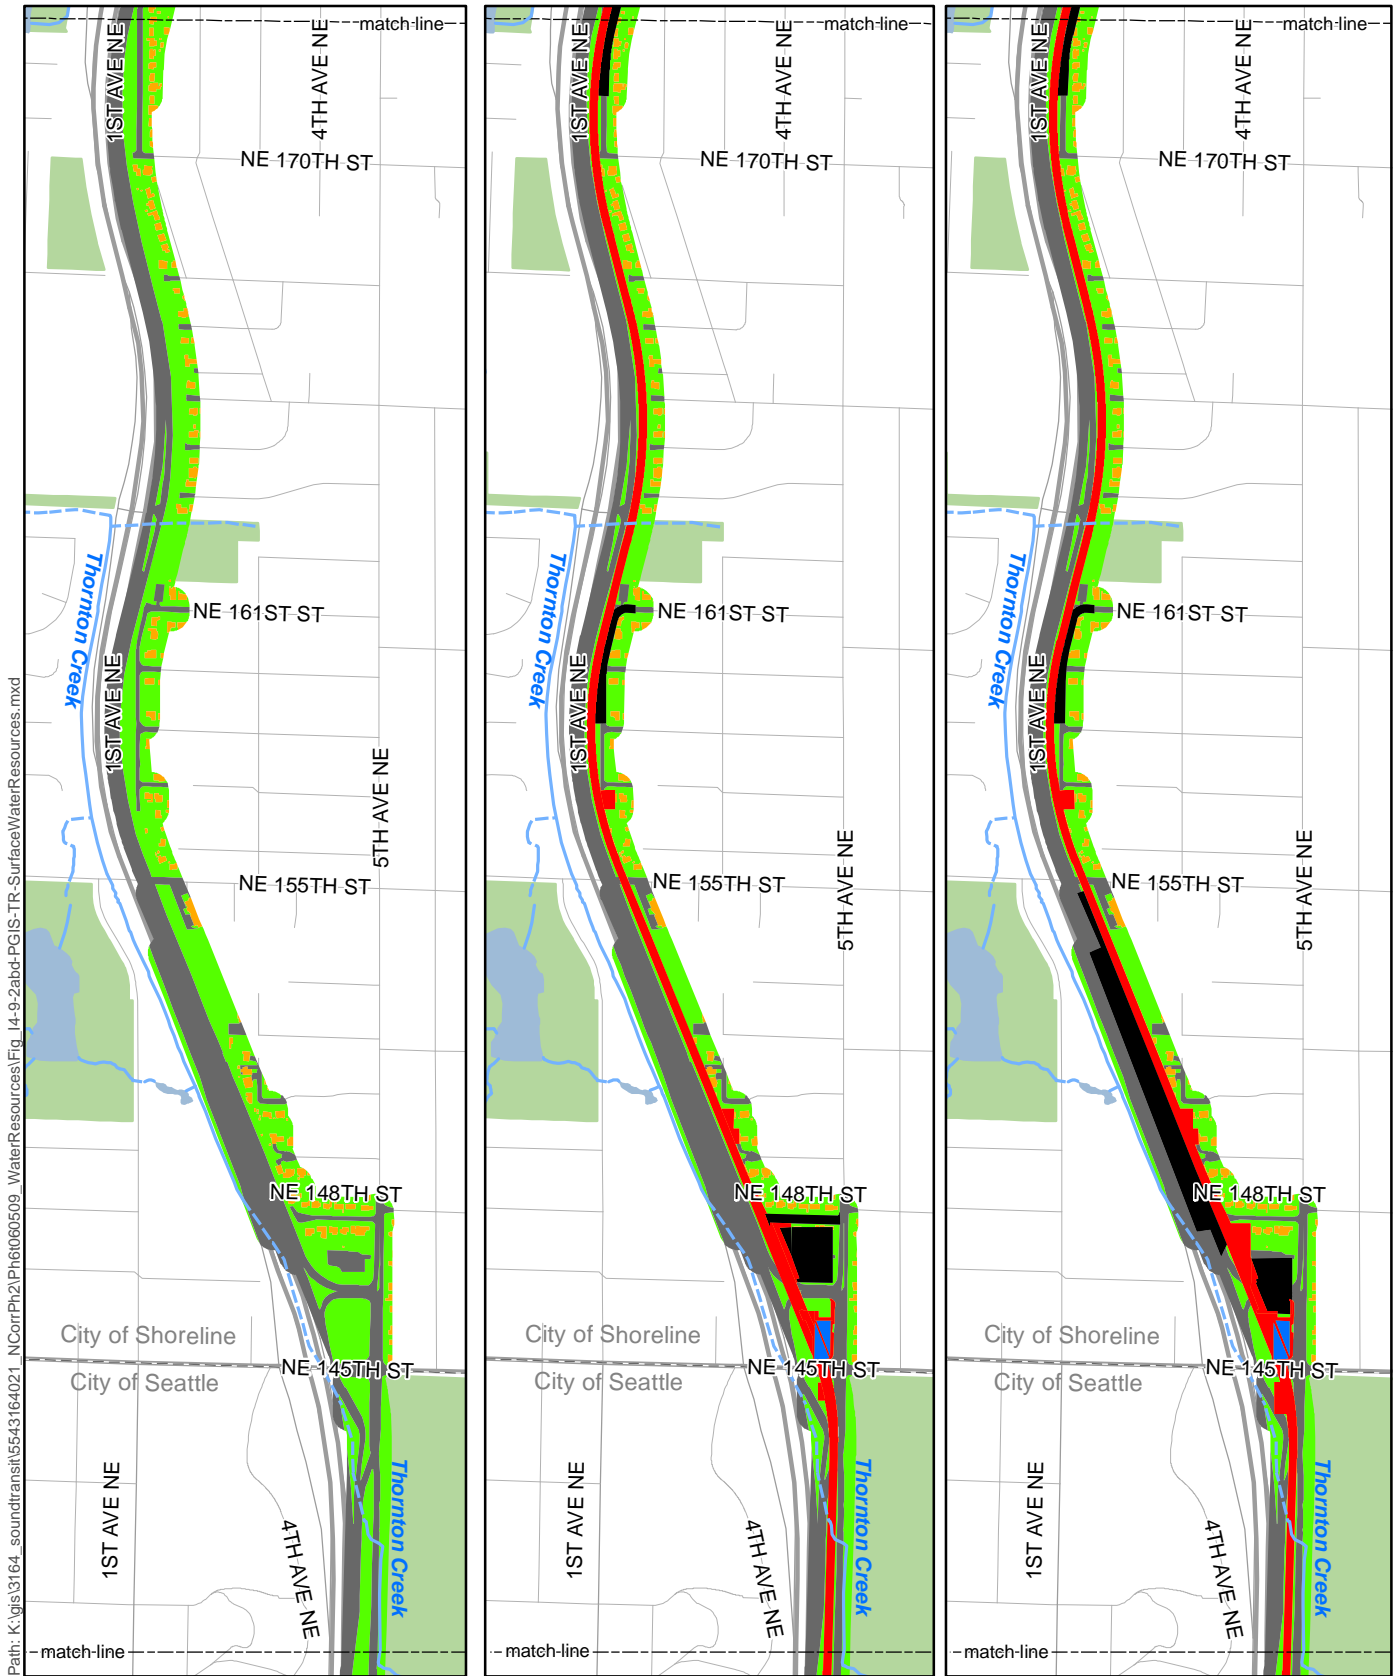 match line
1ST AVE NE
4TH AVE NE
NE 170TH ST
Thornton Creek
NE 161ST ST
1ST AVE NE
5TH AVE NE
NE 155TH ST
NE 148TH ST
City of Shoreline
NE 145TH ST
City of Seattle
1ST AVE NE
4TH AVE NE
Thornton Creek
match line
match line
1ST AVE NE
4TH AVE NE
NE 170TH ST
Thornton Creek
NE 161ST ST
1ST AVE NE
5TH AVE NE
NE 155TH ST
NE 148TH ST
City of Shoreline
NE 145TH ST
City of Seattle
1ST AVE NE
4TH AVE NE
Thornton Creek
match line
match line
1ST AVE NE
4TH AVE NE
NE 170TH ST
Thornton Creek
NE 161ST ST
1ST AVE NE
5TH AVE NE
NE 155TH ST
NE 148TH ST
City of Shoreline
NE 145TH ST
City of Seattle
1ST AVE NE
4TH AVE NE
Thornton Creek
Path: K:\gis\3164_soundtransit\5543164021_NCorrPh2\Ph6t060509_WaterResources\Fig_I4-9-2abd-PGIS-TR-SurfaceWaterResources.mxd